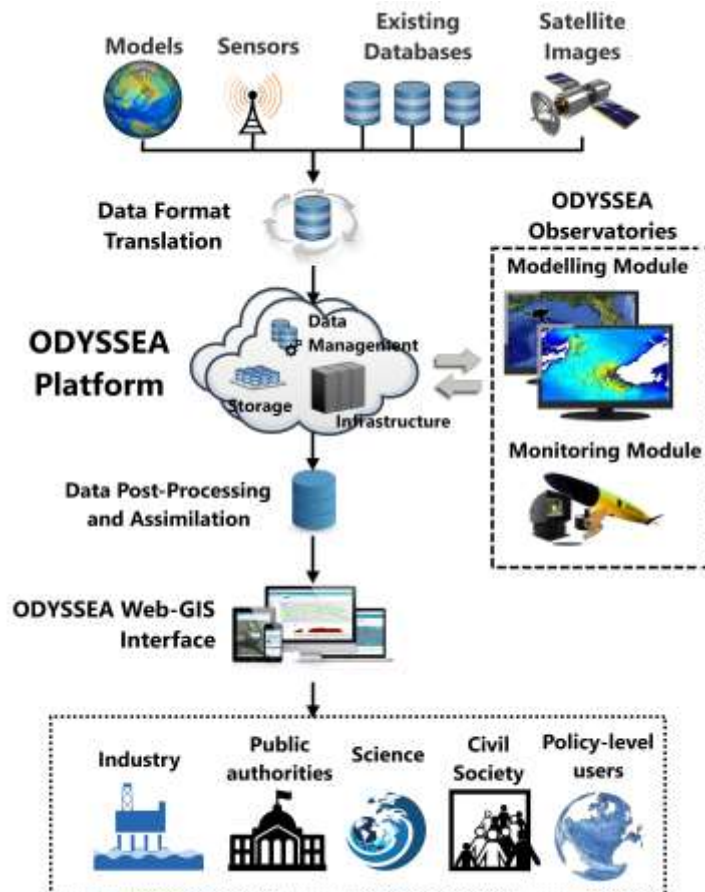 Models
Sensors
Existing
Databases
Satellite
Images
Data Format
Translation
ODYSSEA
Observatories
Modelling Module
ODYSSEA
Platform
Data
Management
Storage
Infrastructure
Monitoring Module
Data Post-Processing
and Assimilation
ODYSSEA Web-GIS
Interface
Industry
Public
authorities
Science
Civil
Society
Policy-level
users